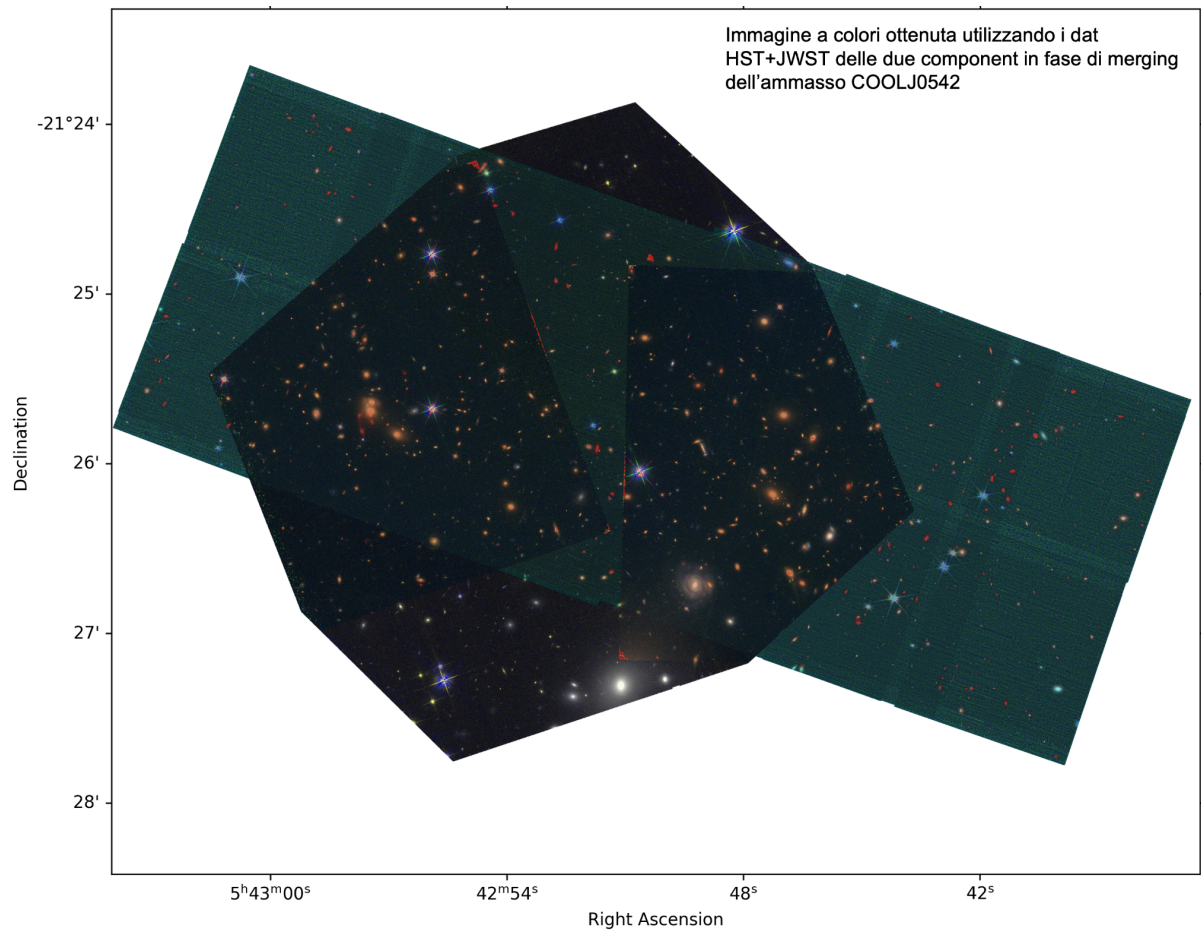 Immagine a colori ottenuta utilizzando i dat
HST+JWST delle due component in fase di merging
dell'ammasso COOLJ0542
-21°24'
25'
26'
27'
28'
Declination
5h43m00s
42m54s
48s
42s
Right Ascension